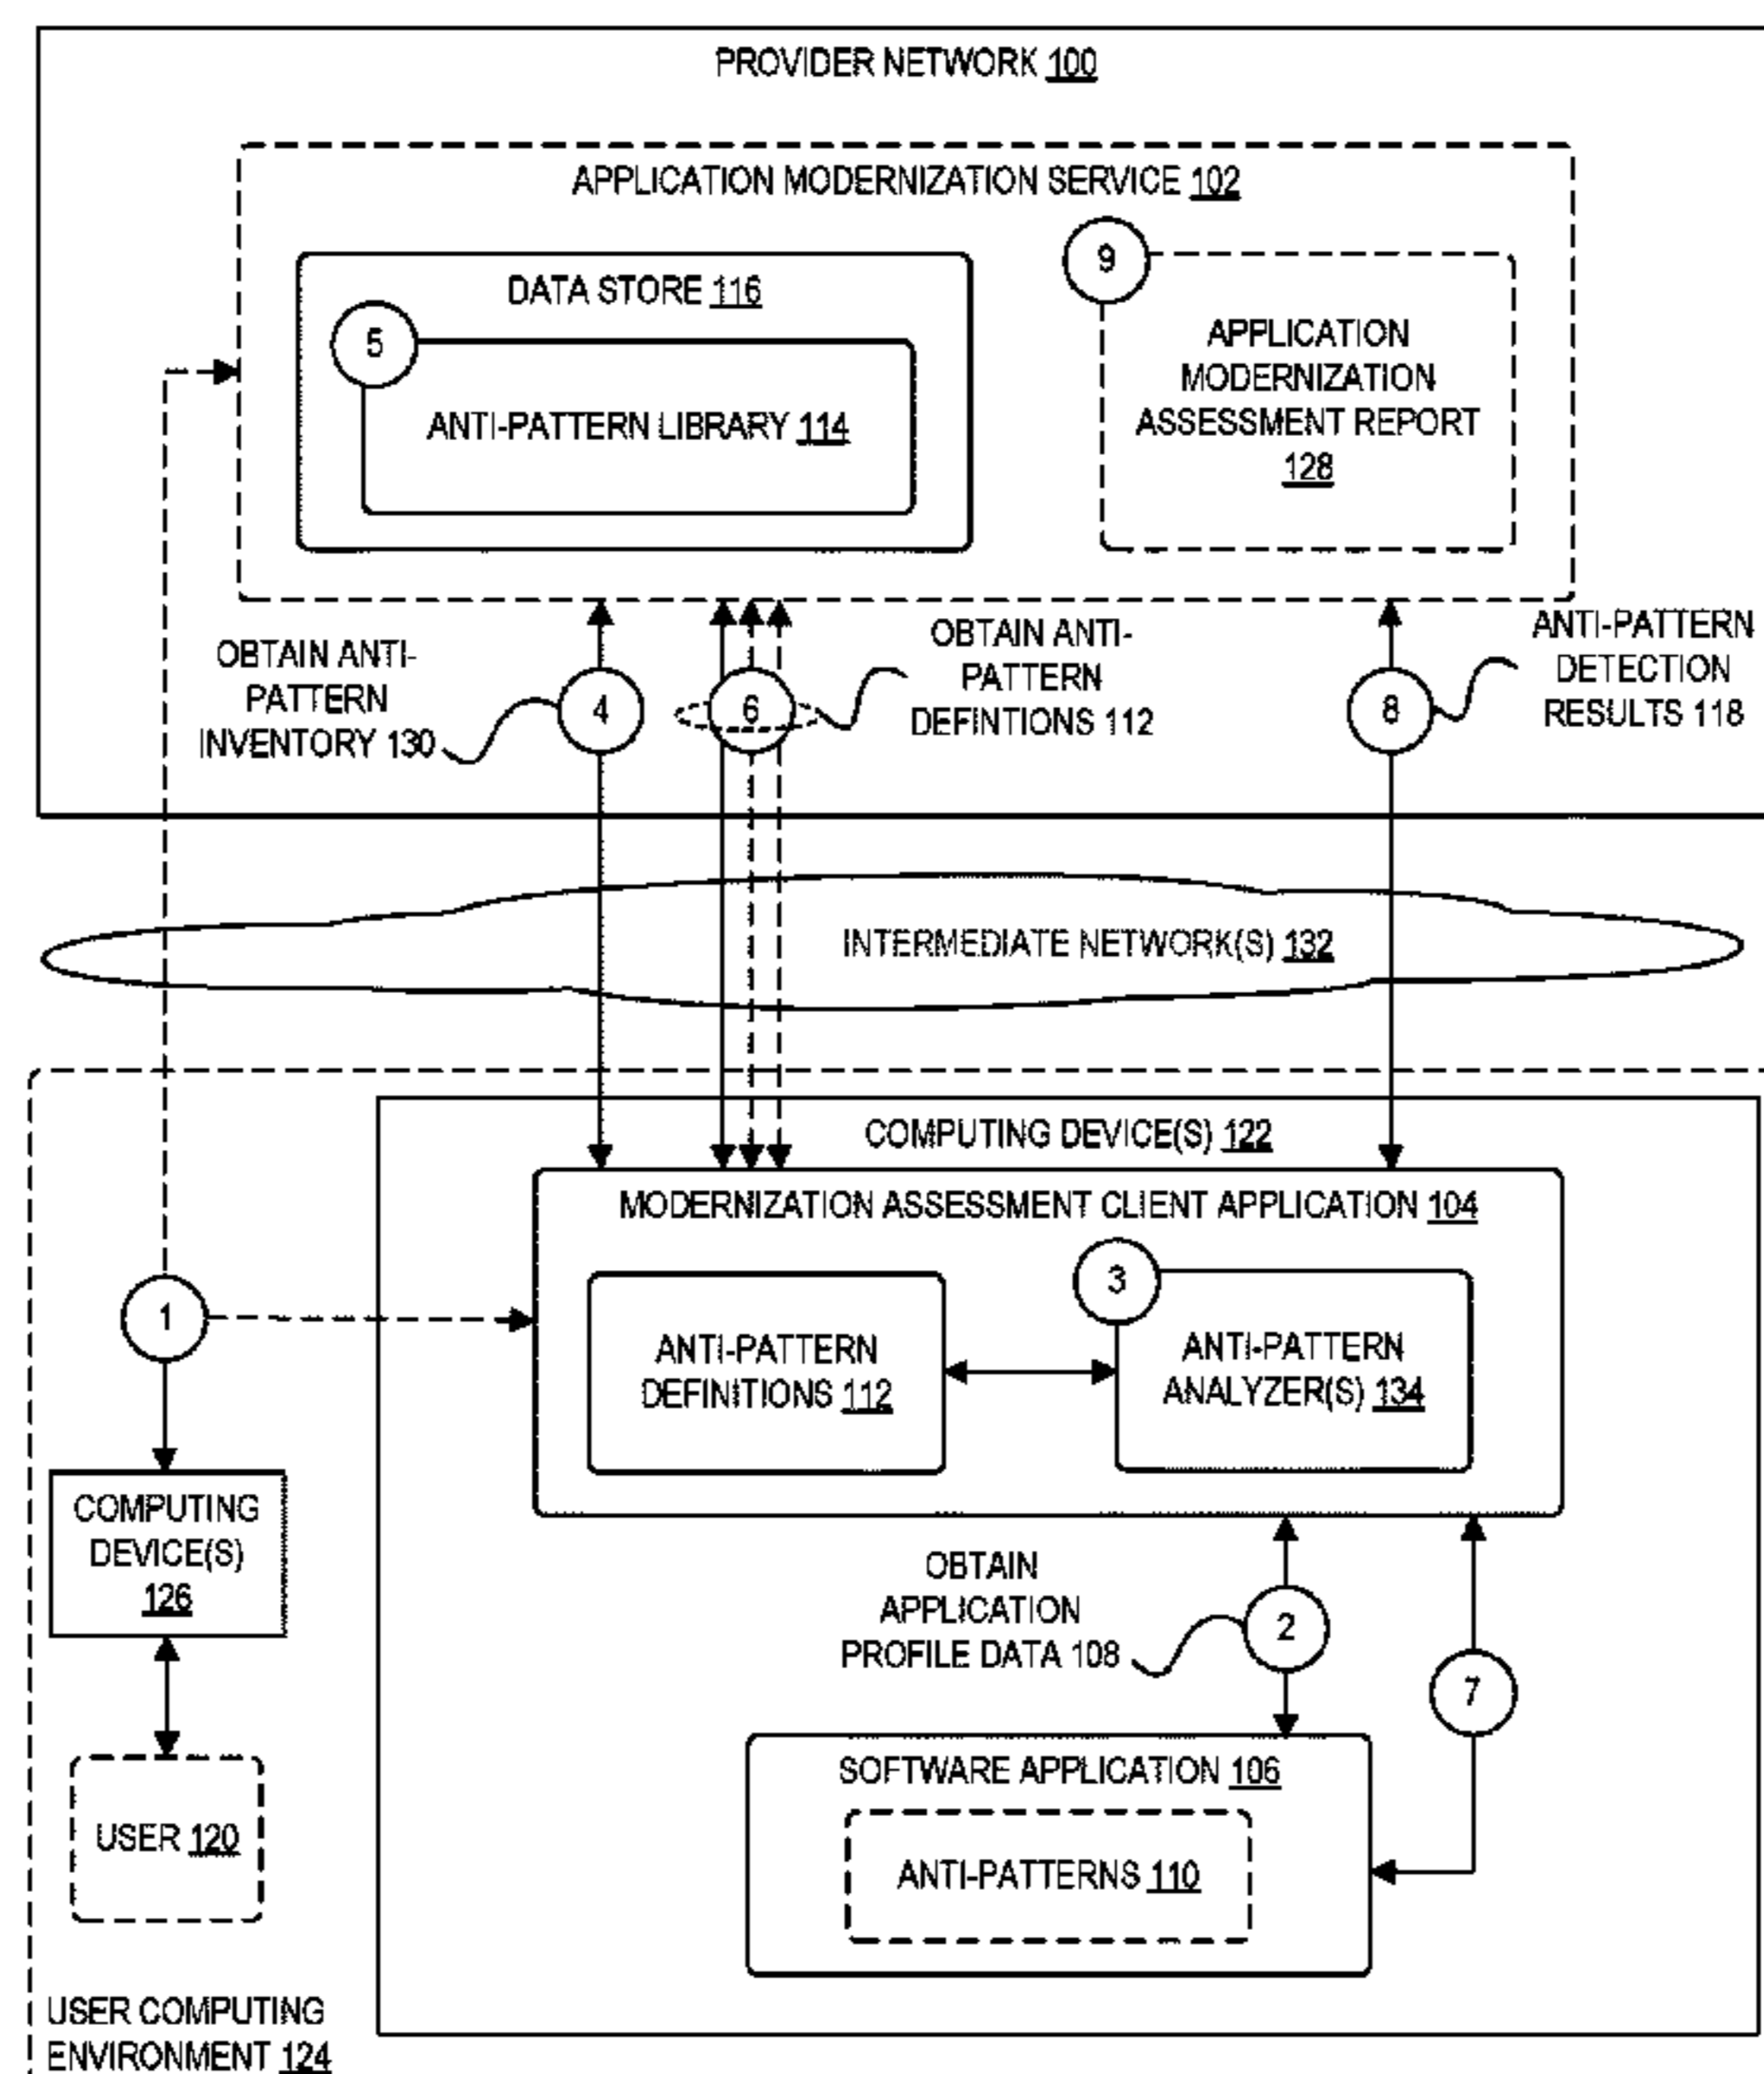 PROVIDER NETWORK 100
APPLICATION MODERNIZATION SERVICE 102
DATA STORE 116
5
ANTI-PATTERN LIBRARY 114
9
APPLICATION
MODERNIZATION
ASSESSMENT REPORT
128
OBTAIN ANTI-
PATTERN
INVENTORY 130
4
6
OBTAIN ANTI-
PATTERN
DEFINTIONS 112
8
ANTI-PATTERN
DETECTION
RESULTS 118
INTERMEDIATE NETWORK(S) 132
COMPUTING DEVICE(S) 122
MODERNIZATION ASSESSMENT CLIENT APPLICATION 104
1
ANTI-PATTERN
DEFINITIONS 112
3
ANTI-PATTERN
ANALYZER(S) 134
COMPUTING
DEVICE(S)
126
OBTAIN
APPLICATION
PROFILE DATA 108
2
7
SOFTWARE APPLICATION 106
ANTI-PATTERNS 110
USER 120
USER COMPUTING
ENVIRONMENT 124